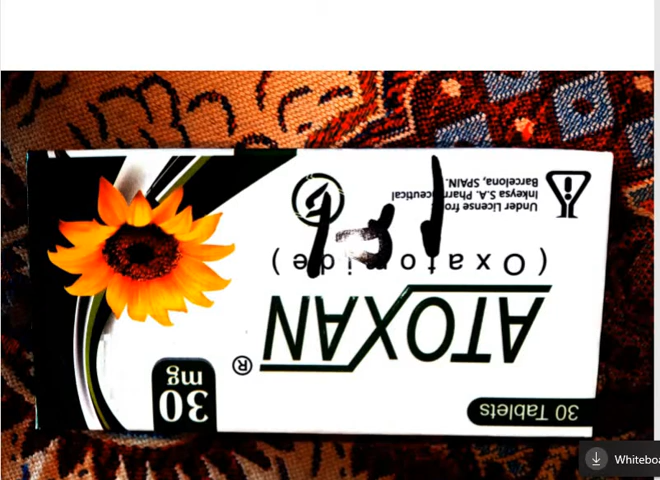 30 Tablets
30
mg
ATOXAN®
(Oxatomide)
Under License from:
Inkeysa S.A. Pharmaceutical
Barcelona, SPAIN.
Whiteboa